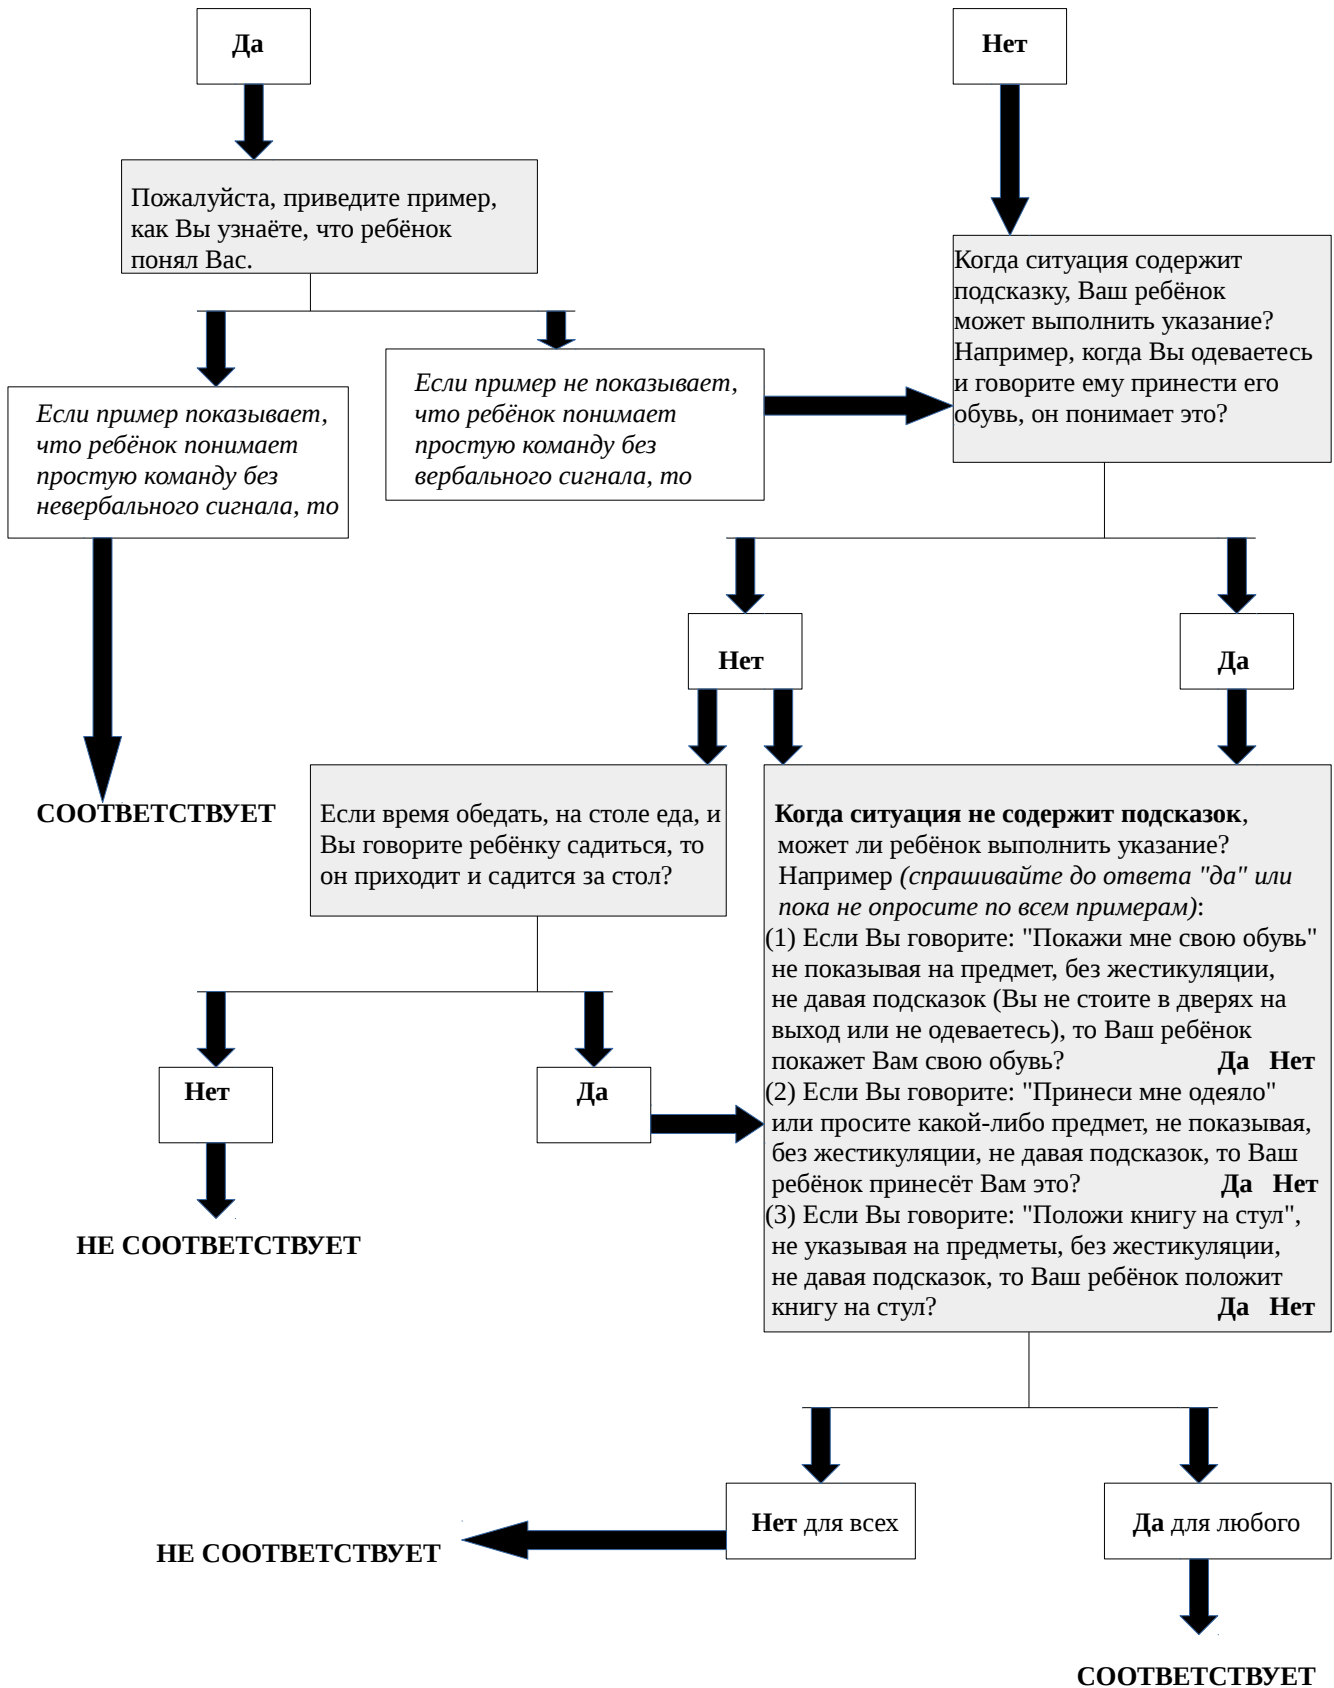 Да
Нет
Пожалуйста, приведите пример,
как Вы узнаёте, что ребёнок
понял Вас.
Когда ситуация содержит
подсказку, Ваш ребёнок
может выполнить указание?
Например, когда Вы одеваетесь
и говорите ему принести его
обувь, он понимает это?
Если пример показывает,
что ребёнок понимает
простую команду без
невербального сигнала, то
Если пример не показывает,
что ребёнок понимает
простую команду без
вербального сигнала, то
Нет
Да
СООТВЕТСТВУЕТ
Если время обедать, на столе еда, и
Вы говорите ребёнку садиться, то
он приходит и садится за стол?
Когда ситуация не содержит подсказок,
может ли ребёнок выполнить указание?
Например (спрашивайте до ответа "да" или
пока не опросите по всем примерам):
(1) Если Вы говорите: "Покажи мне свою обувь"
не показывая на предмет, без жестикуляции,
не давая подсказок (Вы не стоите в дверях на
выход или не одеваетесь), то Ваш ребёнок
покажет Вам свою обувь? Да Нет
(2) Если Вы говорите: "Принеси мне одеяло"
или просите какой-либо предмет, не показывая,
без жестикуляции, не давая подсказок, то Ваш
ребёнок принесёт Вам это? Да Нет
(3) Если Вы говорите: "Положи книгу на стул",
не указывая на предметы, без жестикуляции,
не давая подсказок, то Ваш ребёнок положит
книгу на стул? Да Нет
Нет
Да
НЕ СООТВЕТСТВУЕТ
Нет для всех
Да для любого
НЕ СООТВЕТСТВУЕТ
СООТВЕТСТВУЕТ